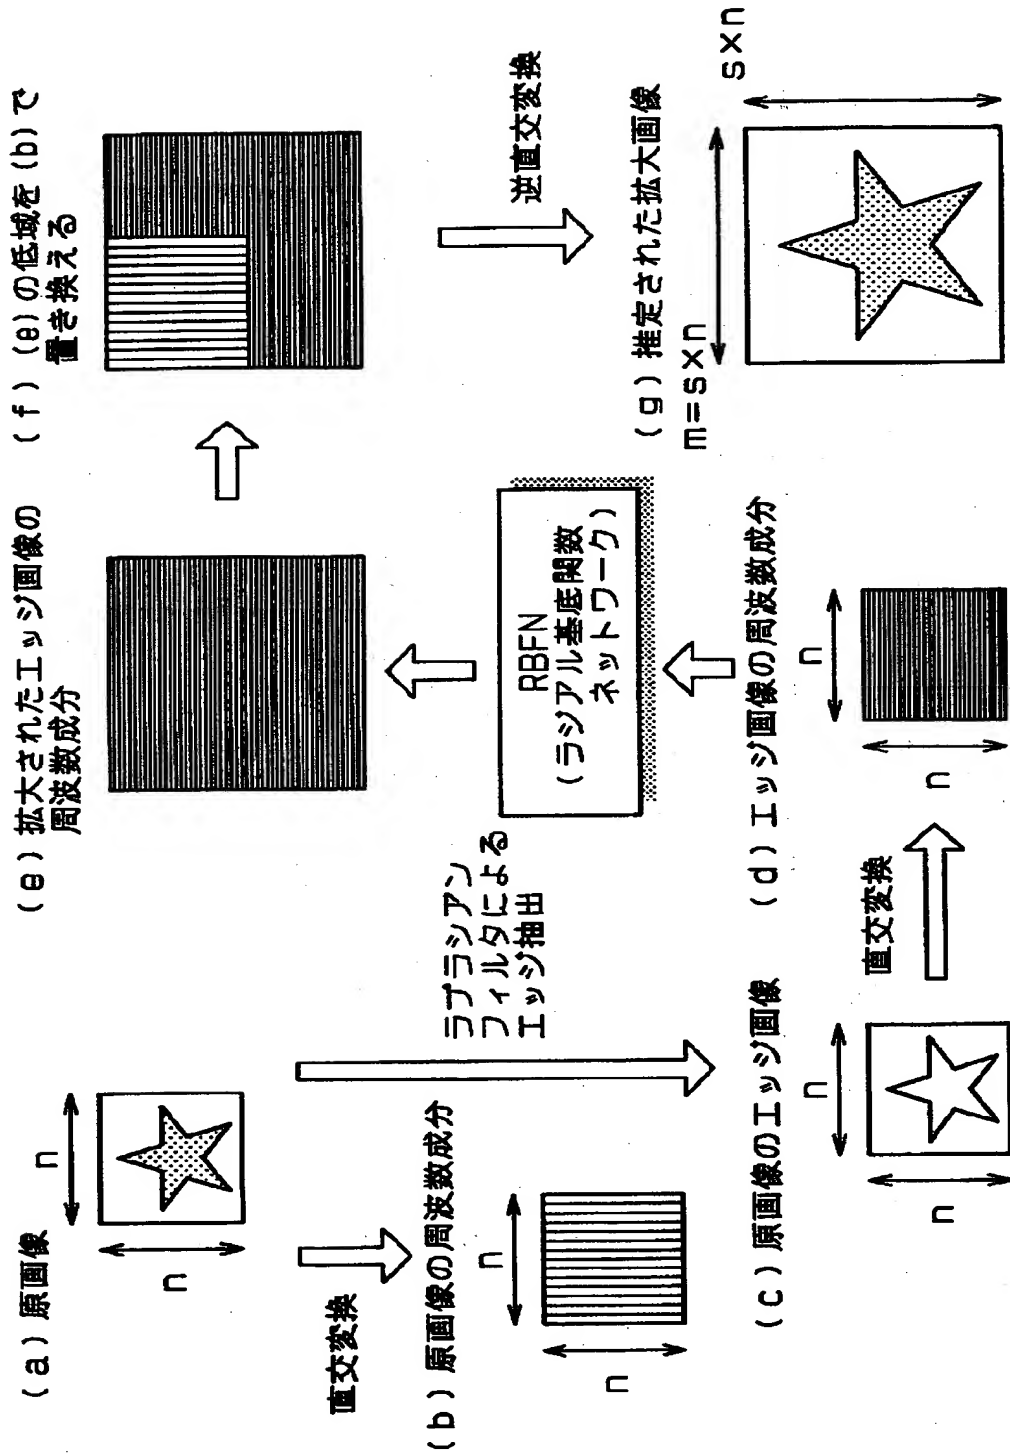 (a)原画像
n
n
直交変換
(b)原画像の周波数成分
n
n
ラプラシアン
フィルタによる
エッジ抽出
(c)原画像のエッジ画像
n
n
直交変換
(d)エッジ画像の周波数成分
n
n
RBFN
(ラジアル基底関数
ネットワーク)
(e)拡大されたエッジ画像の
周波数成分
(f)(e)の低域を(b)で
置き換える
逆直交変換
(g)推定された拡大画像
m=s×n
s×n